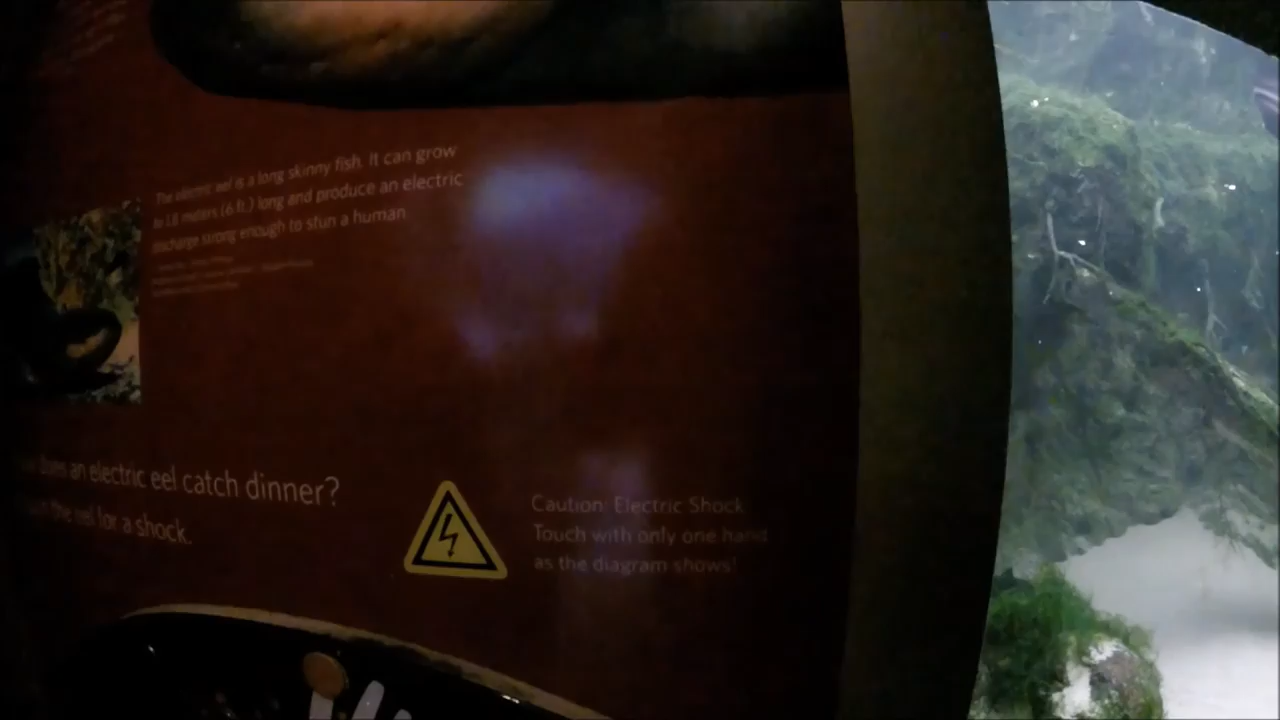 The electric eel is a long skinny fish. It can grow
to 1.8 meters (6 ft.) long and produce an electric
discharge strong enough to stun a human
an electric eel catch dinner?
the eel for a shock.
Caution: Electric Shock
Touch with only one hand
as the diagram shows!